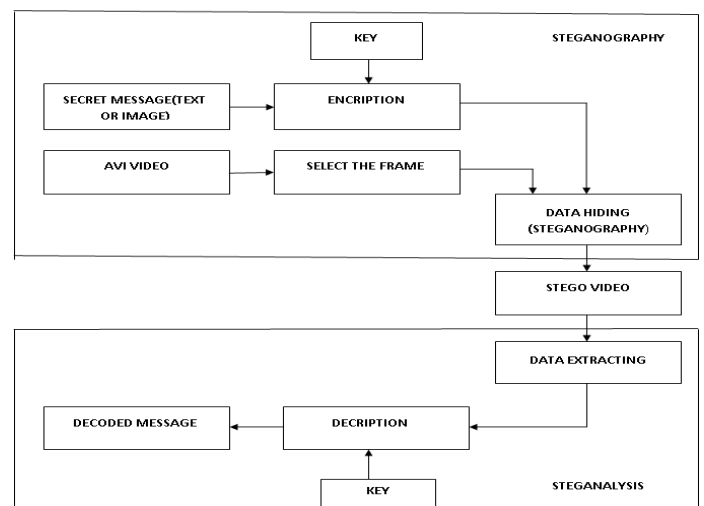 KEY
STEGANOGRAPHY
SECRET MESSAGE(TEXT
OR IMAGE)
ENCRIPTION
AVI VIDEO
SELECT THE FRAME
DATA HIDING
(STEGANOGRAPHY)
STEGO VIDEO
DATA EXTRACTING
DECODED MESSAGE
DECRIPTION
KEY
STEGANALYSIS